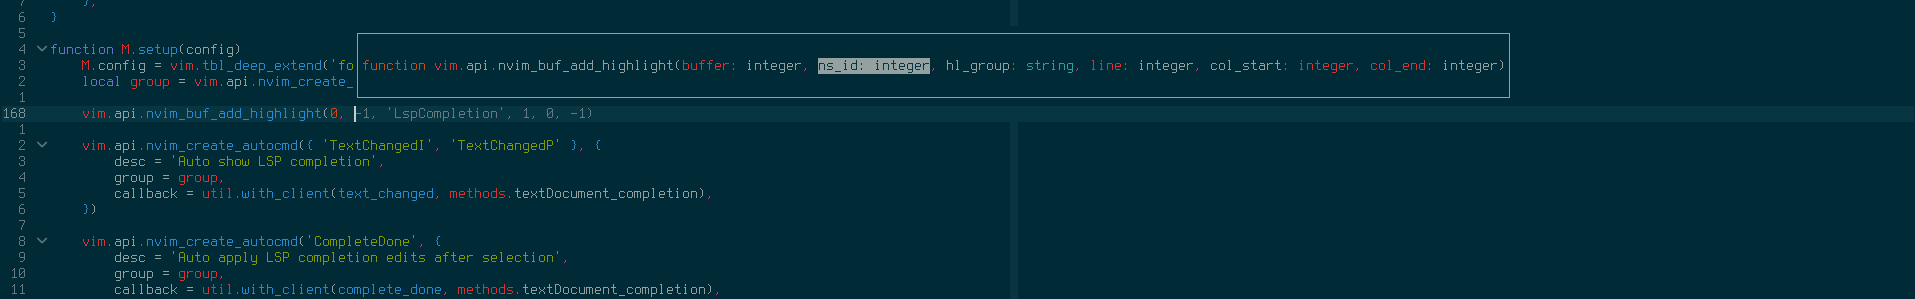 7 },
6 }
5
4 function M.setup(config)
3 M.config = vim.tbl_deep_extend('fo function vim.api.nvim_buf_add_highlight(buffer: integer, ns_id: integer, hl_group: string, line: integer, col_start: integer, col_end: integer)
2 local group = vim.api.nvim_create_
1
168 vim.api.nvim_buf_add_highlight(0, -1, 'LspCompletion', 1, 0, -1)
1
2 vim.api.nvim_create_autocmd({ 'TextChangedI', 'TextChangedP' }, {
3 desc = 'Auto show LSP completion',
4 group = group,
5 callback = util.with_client(text_changed, methods.textDocument_completion),
6 })
7
8 vim.api.nvim_create_autocmd('CompleteDone', {
9 desc = 'Auto apply LSP completion edits after selection',
10 group = group,
11 callback = util.with_client(complete_done, methods.textDocument_completion),